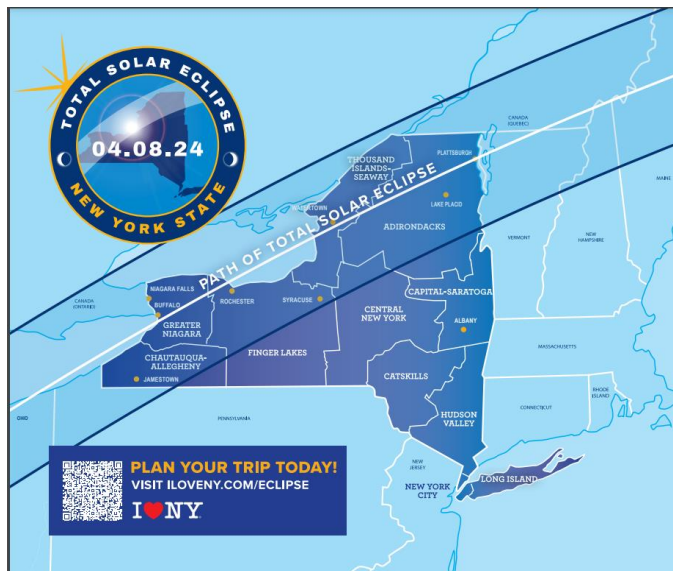 TOTAL SOLAR ECLIPSE
04.08.24
NEW YORK STATE
CANADA
(QUEBEC)
PLATTSBURGH
THOUSAND
ISLANDS-
SEAWAY
MAINE
LAKE PLACID
WATERTOWN
ADIRONDACKS
PATH OF TOTAL SOLAR ECLIPSE
VERMONT
NEW
HAMPSHIRE
NIAGARA FALLS
CANADA
(ONTARIO)
BUFFALO
ROCHESTER
SYRACUSE
CAPITAL-SARATOGA
CENTRAL
NEW YORK
GREATER
NIAGARA
ALBANY
FINGER LAKES
MASSACHUSETTS
CHAUTAUQUA-
ALLEGHENY
JAMESTOWN
CATSKILLS
RHODE
ISLAND
CONNECTICUT
HUDSON
VALLEY
OHIO
PENNSYLVANIA
NEW
JERSEY
NEW YORK
CITY
LONG ISLAND
PLAN YOUR TRIP TODAY!
VISIT ILOVENY.COM/ECLIPSE
I❤NY